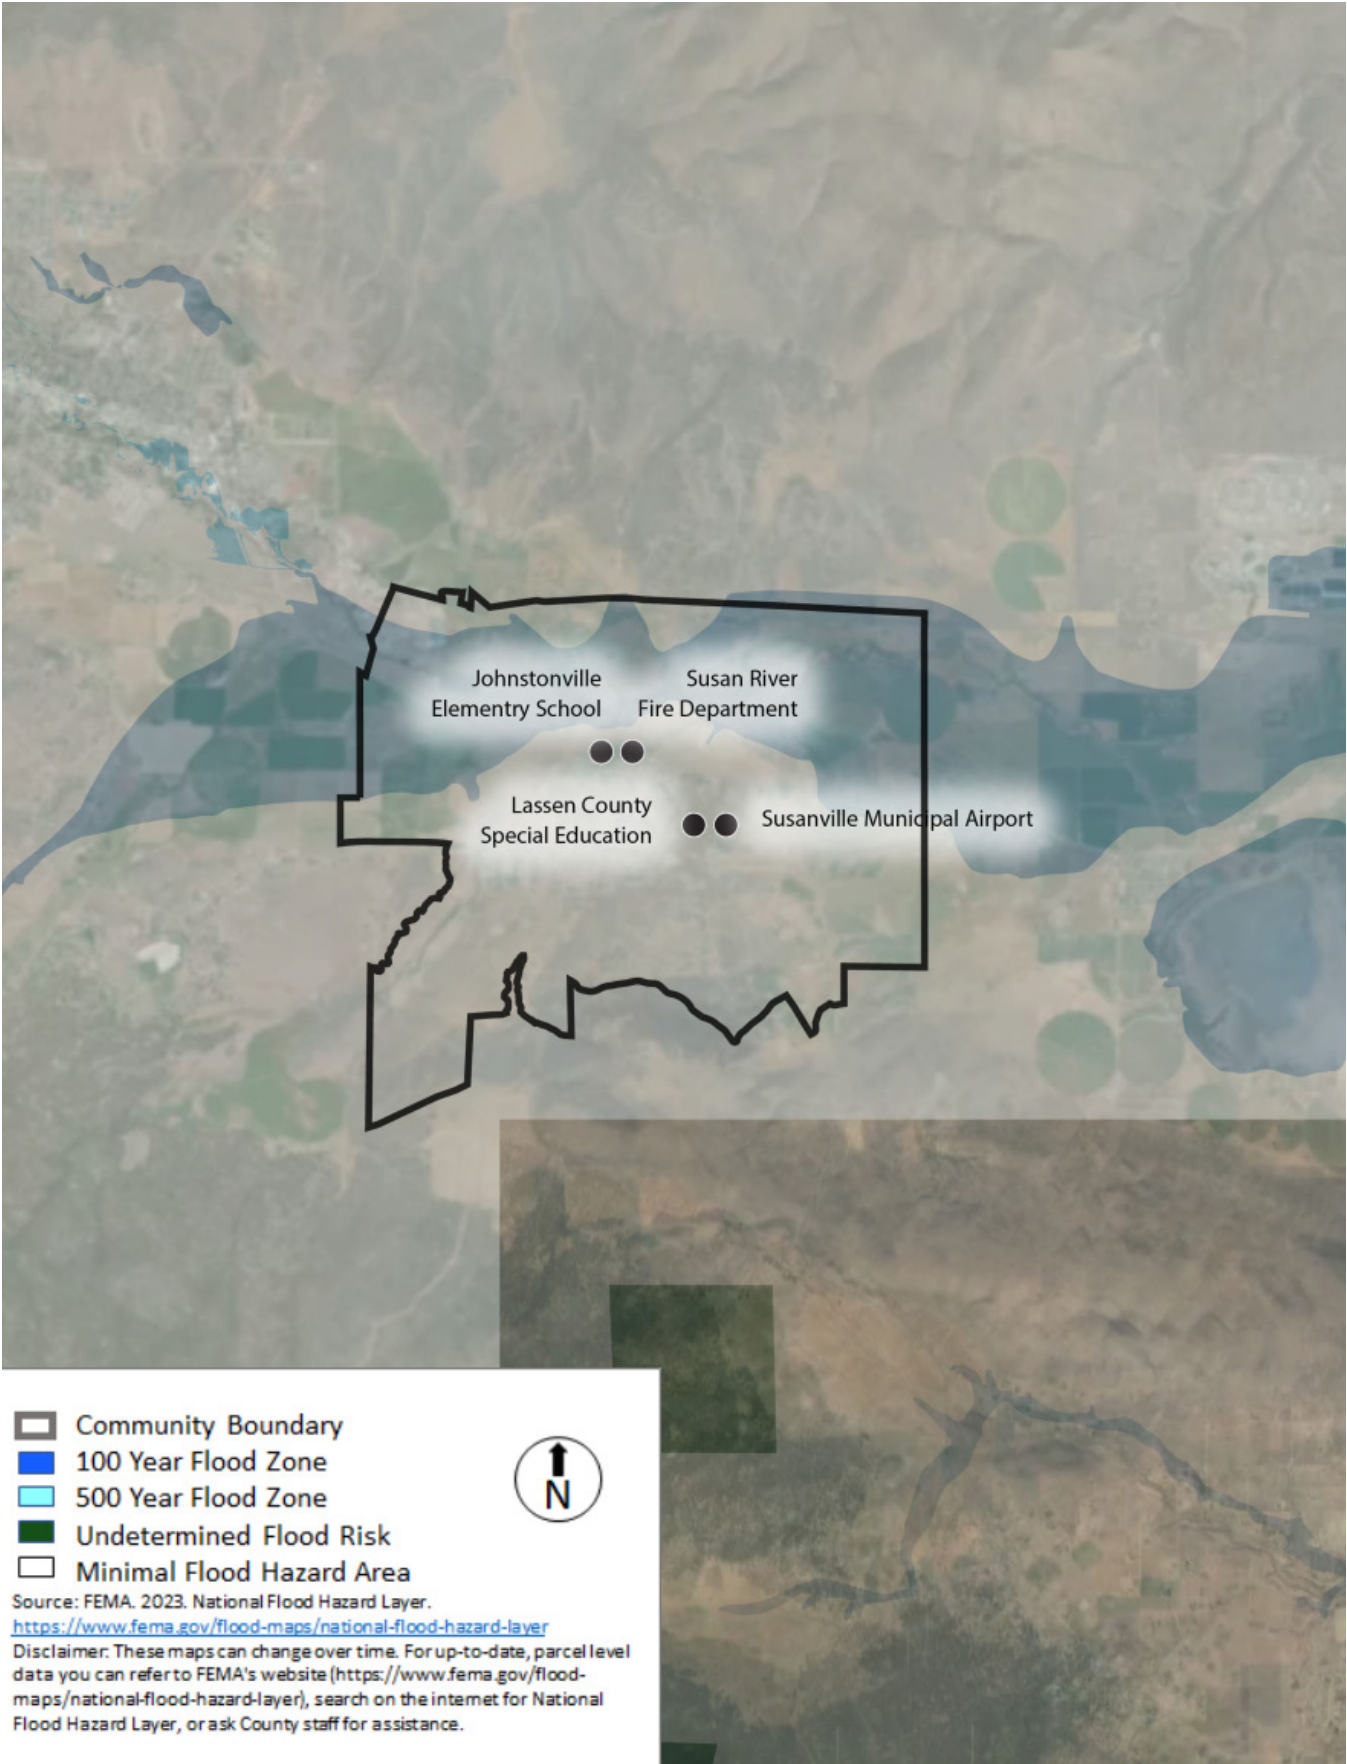 Johnstonville
Elementry School
Susan River
Fire Department
Lassen County
Special Education
Susanville Municipal Airport
Community Boundary
100 Year Flood Zone
500 Year Flood Zone
Undetermined Flood Risk
Minimal Flood Hazard Area
N
Source: FEMA. 2023. National Flood Hazard Layer.
https://www.fema.gov/flood-maps/national-flood-hazard-layer
Disclaimer: These maps can change over time. For up-to-date, parcel level
data you can refer to FEMA's website (https://www.fema.gov/flood-
maps/national-flood-hazard-layer), search on the internet for National
Flood Hazard Layer, or ask County staff for assistance.